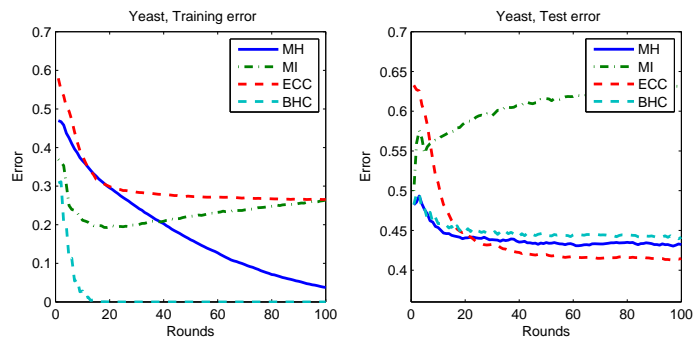 Yeast, Training error
0.7
0.6
0.5
0.4
0.3
0.2
0.1
0
Error
0
20
40
60
80
100
Rounds
MH
MI
ECC
BHC
Yeast, Test error
0.7
0.65
0.6
0.55
0.5
0.45
0.4
Error
0
20
40
60
80
100
Rounds
MH
MI
ECC
BHC